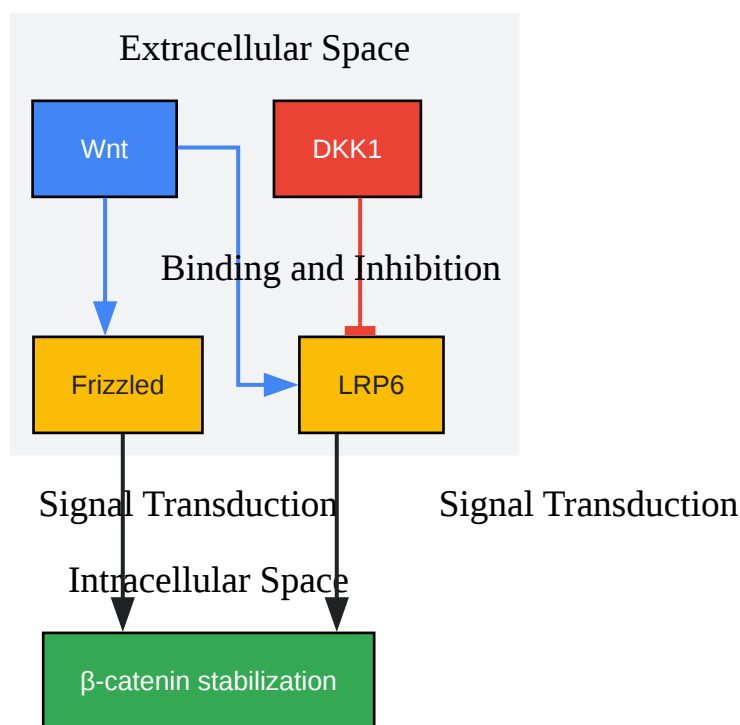 Extracellular Space
Wnt
DKK1
Binding and Inhibition
Frizzled
LRP6
Signal Transduction
Signal Transduction
Intracellular Space
β-catenin stabilization